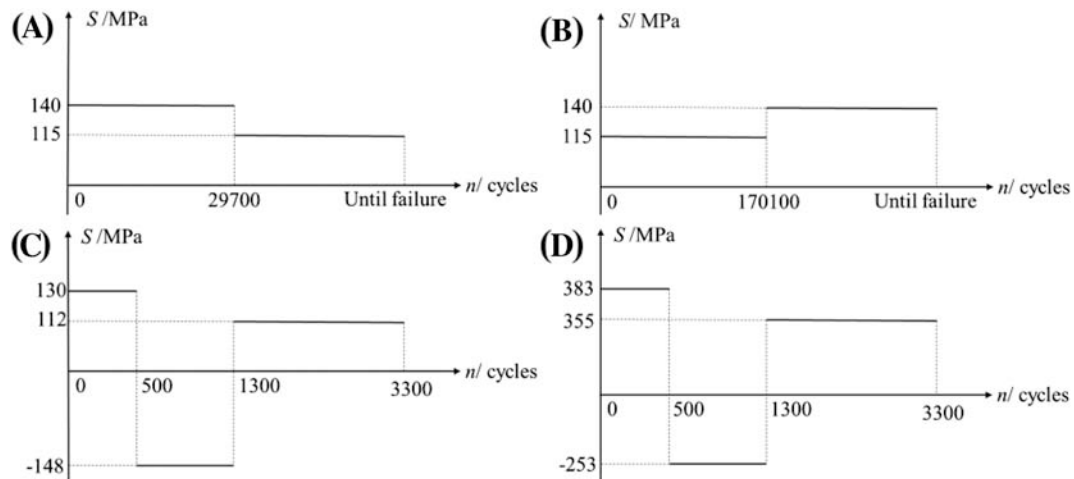 (A)
S /MPa
140
115
0
29700
Until failure
n/ cycles
(B)
S/ MPa
140
115
0
170100
Until failure
n/ cycles
(C)
S /MPa
130
112
0
500
1300
3300
n/ cycles
-148
(D)
S /MPa
383
355
0
500
1300
3300
n/ cycles
-253